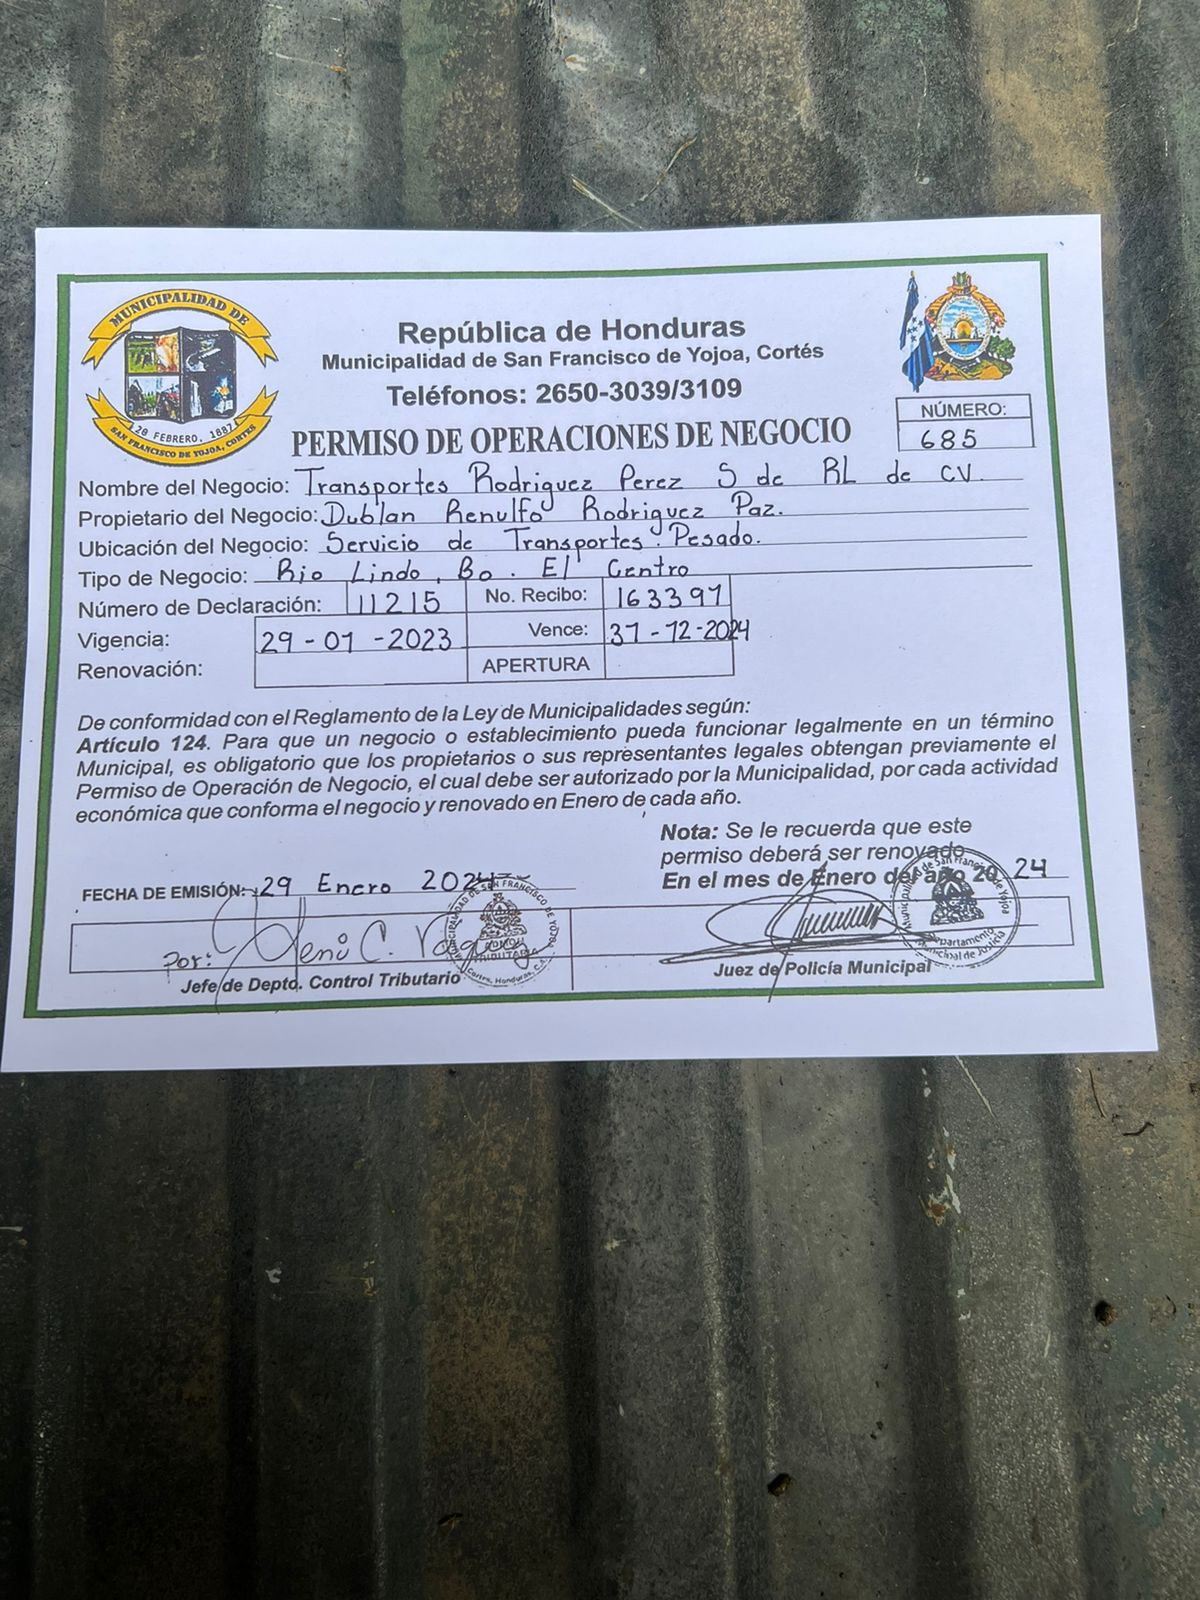 MUNICIPALIDAD DE
28 FEBRERO, 1887
SAN FRANCISCO DE YOJOA, CORTES
República de Honduras
Municipalidad de San Francisco de Yojoa, Cortés
Teléfonos: 2650-3039/3109
PERMISO DE OPERACIONES DE NEGOCIO
NÚMERO:
685
Nombre del Negocio: Transportes Rodriguez Perez S de RL de CV.
Propietario del Negocio: Dublan Renulfo Rodriguez Paz.
Ubicación del Negocio: Servicio de Transportes Pesado.
Tipo de Negocio: Rio Lindo, Bo. El Centro
Número de Declaración: 11215 No. Recibo: 163397
Vigencia: 29-01-2023 Vence: 31-12-2024
Renovación: APERTURA
De conformidad con el Reglamento de la Ley de Municipalidades según:
Artículo 124. Para que un negocio o establecimiento pueda funcionar legalmente en un término
Municipal, es obligatorio que los propietarios o sus representantes legales obtengan previamente el
Permiso de Operación de Negocio, el cual debe ser autorizado por la Municipalidad, por cada actividad
económica que conforma el negocio y renovado en Enero de cada año.
Nota: Se le recuerda que este
permiso deberá ser renovado
En el mes de Enero del año 20 24
FECHA DE EMISIÓN: 29 Enero 2024
Por:
Jefe de Depto. Control Tributario
Juez de Policía Municipal